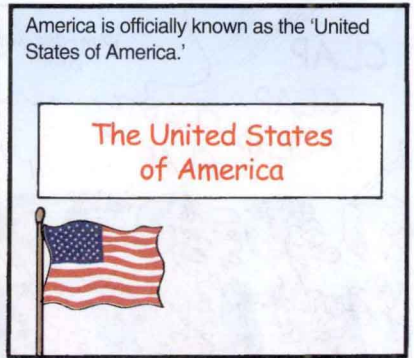 America is officially known as the ‘United
States of America.’
The United States
of America